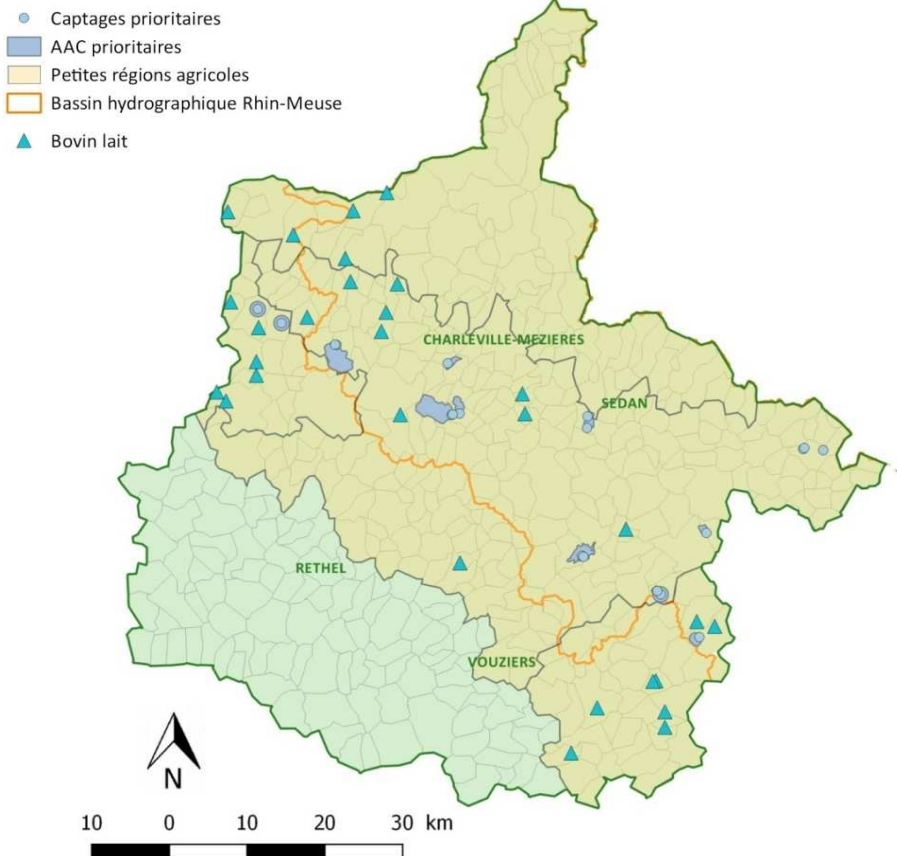 Captages prioritaires
AAC prioritaires
Petites régions agricoles
Bassin hydrographique Rhin-Meuse
Bovin lait
CHARLEVILLE-MEZIERES
SEDAN
RETHEL
VOUZIERS
N
10 0 10 20 30 km